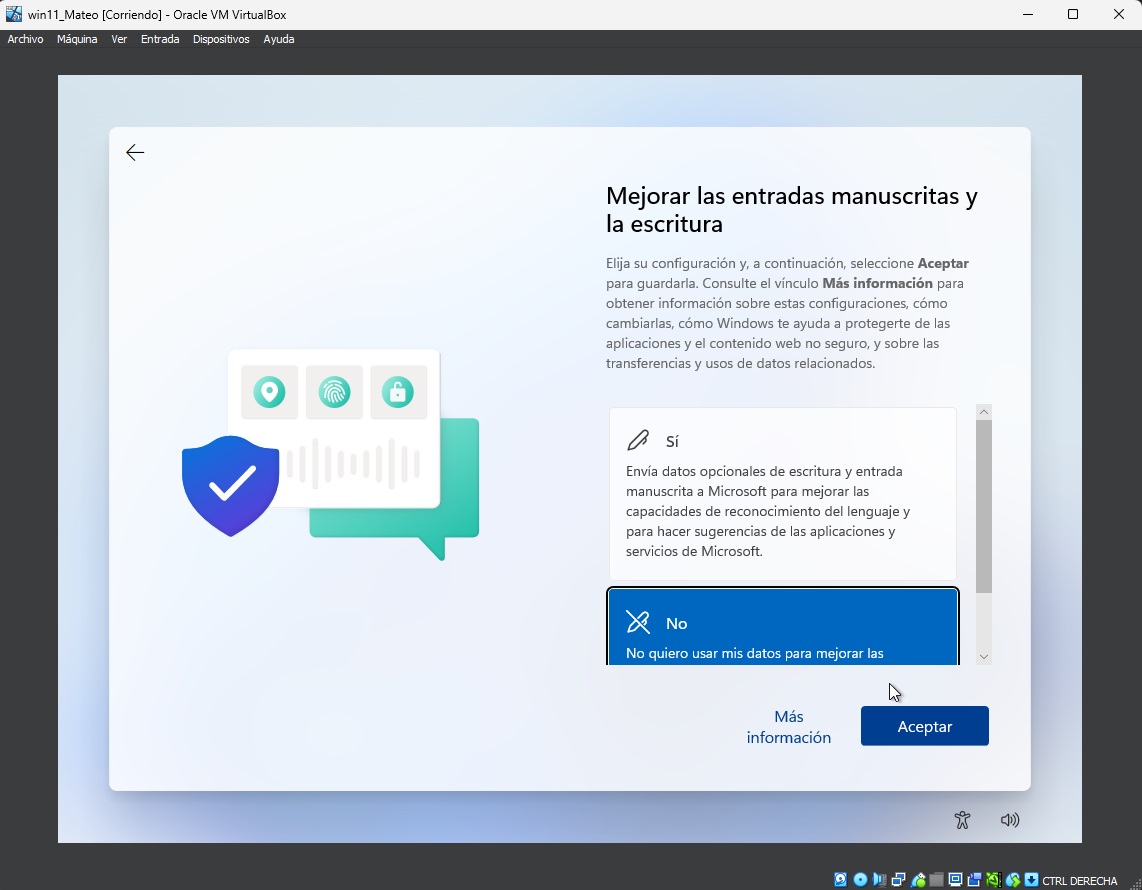 win11_Mateo [Corriendo] - Oracle VM VirtualBox
Archivo Máquina Ver Entrada Dispositivos Ayuda
Mejorar las entradas manuscritas y
la escritura
Elija su configuración y, a continuación, seleccione Aceptar
para guardarla. Consulte el vínculo Más información para
obtener información sobre estas configuraciones, cómo
cambiarlas, cómo Windows te ayuda a protegerte de las
aplicaciones y el contenido web no seguro, y sobre las
transferencias y usos de datos relacionados.
Sí
Envía datos opcionales de escritura y entrada
manuscrita a Microsoft para mejorar las
capacidades de reconocimiento del lenguaje y
para hacer sugerencias de las aplicaciones y
servicios de Microsoft.
No
No quiero usar mis datos para mejorar las
Más
información
Aceptar
CTRL DERECHA